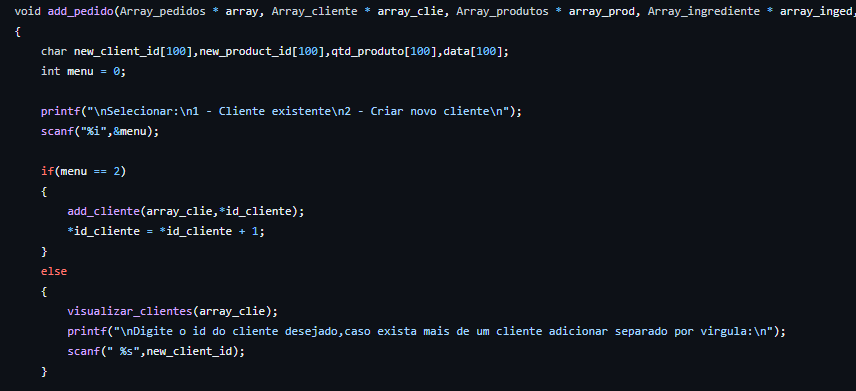 void add_pedido(Array_pedidos * array, Array_cliente * array_clie, Array_produtos * array_prod, Array_ingrediente * array_inged,
{
    char new_client_id[100],new_product_id[100],qtd_produto[100],data[100];
    int menu = 0;

    printf("\nSelecionar:\n1 - Cliente existente\n2 - Criar novo cliente\n");
    scanf("%i",&menu);

    if(menu == 2)
    {
        add_cliente(array_clie,*id_cliente);
        *id_cliente = *id_cliente + 1;
    }
    else
    {
        visualizar_clientes(array_clie);
        printf("\nDigite o id do cliente desejado,caso exista mais de um cliente adicionar separado por virgula:\n");
        scanf(" %s",new_client_id);
    }